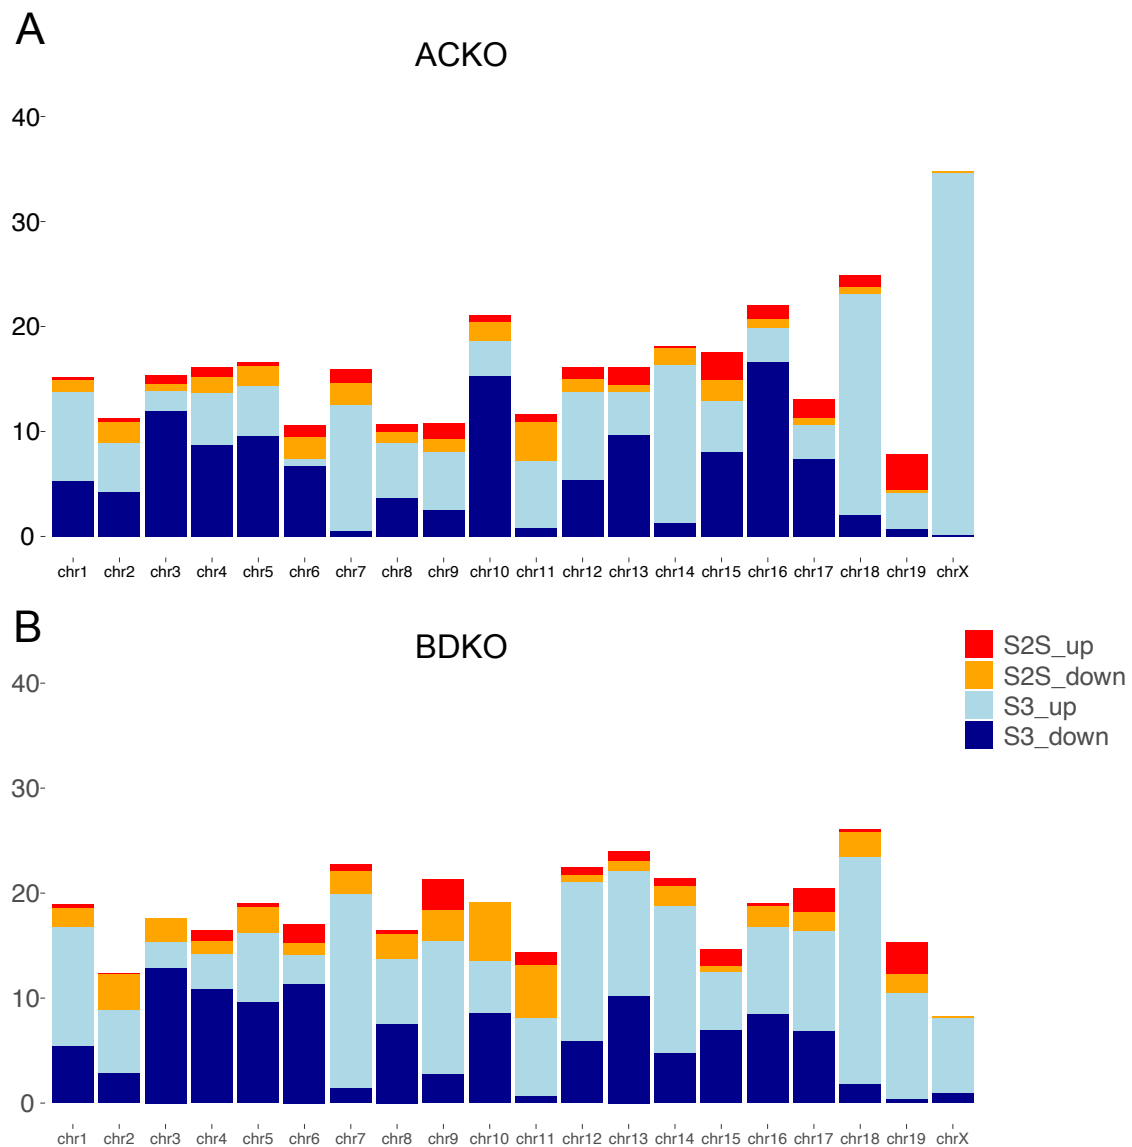 A
ACKO
40
30
20
10
0
chr1 chr2 chr3 chr4 chr5 chr6 chr7 chr8 chr9 chr10 chr11 chr12 chr13 chr14 chr15 chr16 chr17 chr18 chr19 chrX
B
BDKO
S2S_up
S2S_down
S3_up
S3_down
40
30
20
10
0
chr1 chr2 chr3 chr4 chr5 chr6 chr7 chr8 chr9 chr10 chr11 chr12 chr13 chr14 chr15 chr16 chr17 chr18 chr19 chrX